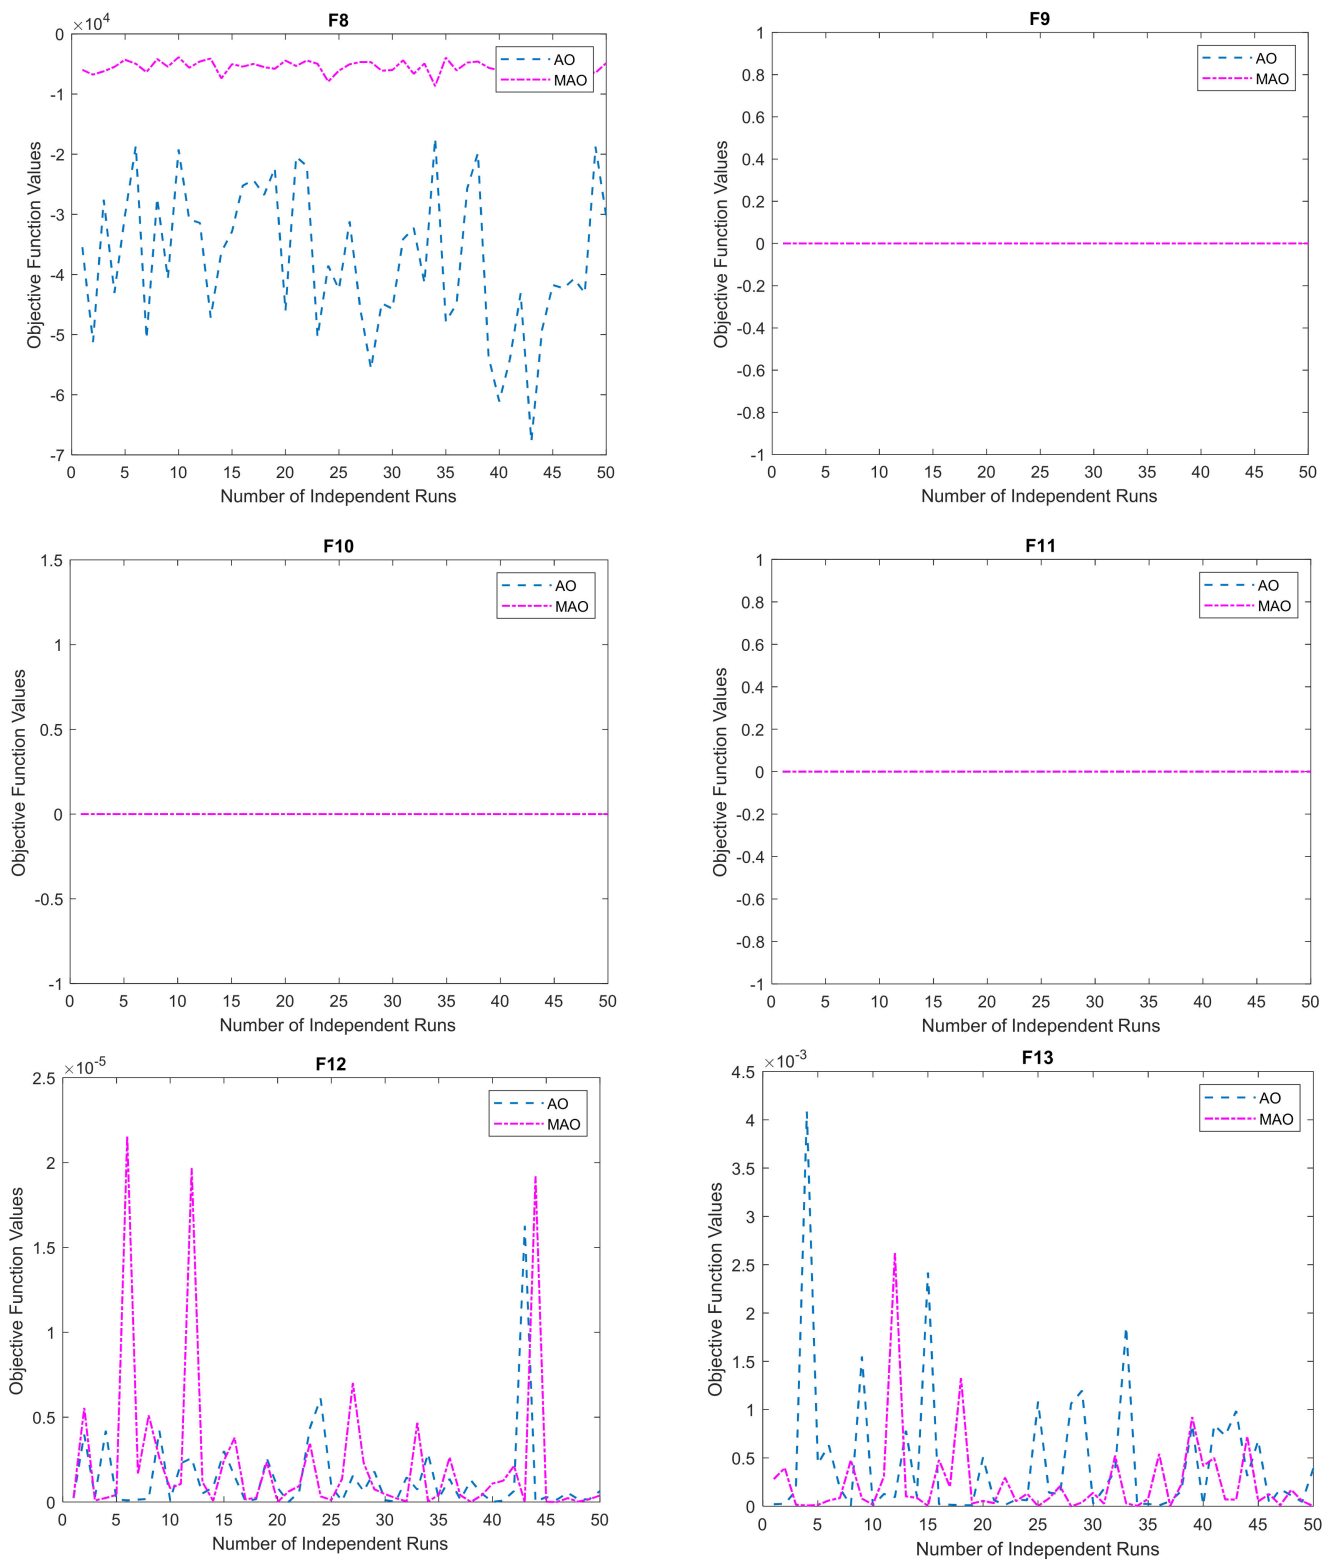 F8
×10^4
0
-1
-2
-3
-4
-5
-6
-7
0 5 10 15 20 25 30 35 40 45 50
Objective Function Values
Number of Independent Runs
AO
MAO
F9
1
0.8
0.6
0.4
0.2
0
-0.2
-0.4
-0.6
-0.8
-1
0 5 10 15 20 25 30 35 40 45 50
Objective Function Values
Number of Independent Runs
AO
MAO
F10
1.5
1
0.5
0
-0.5
-1
0 5 10 15 20 25 30 35 40 45 50
Objective Function Values
Number of Independent Runs
AO
MAO
F11
1
0.8
0.6
0.4
0.2
0
-0.2
-0.4
-0.6
-0.8
-1
0 5 10 15 20 25 30 35 40 45 50
Objective Function Values
Number of Independent Runs
AO
MAO
F12
×10^-5
2.5
2
1.5
1
0.5
0
0 5 10 15 20 25 30 35 40 45 50
Objective Function Values
Number of Independent Runs
AO
MAO
F13
×10^-3
4.5
4
3.5
3
2.5
2
1.5
1
0.5
0
0 5 10 15 20 25 30 35 40 45 50
Objective Function Values
Number of Independent Runs
AO
MAO